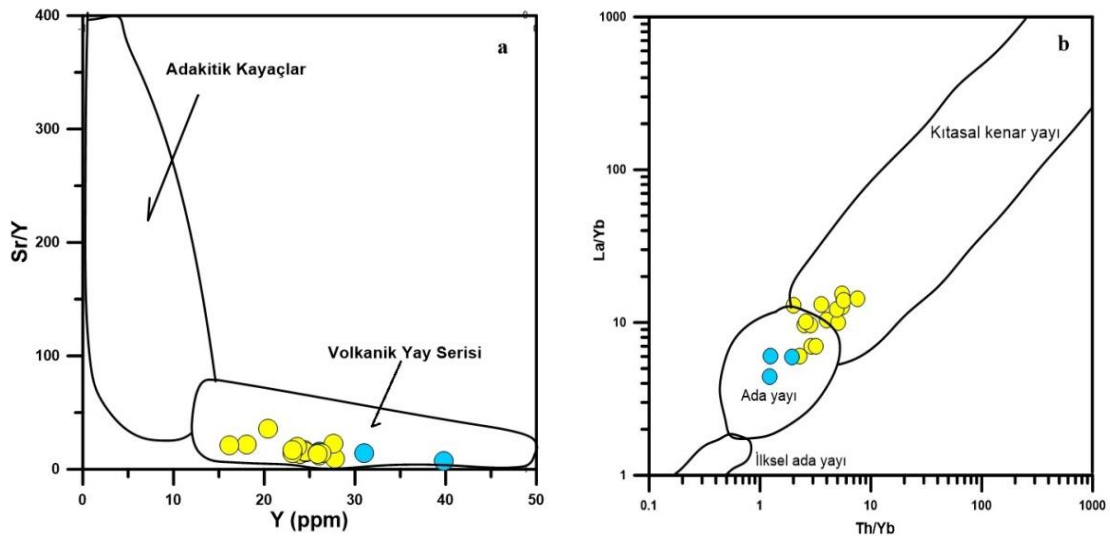 a
400
300
200
100
0
Sr/Y
Adakitik Kayaçlar
Volkanik Yay Serisi
0
10
20
30
40
50
Y (ppm)
b
1000
100
10
1
La/Yb
Kıtasal kenar yayı
Ada yayı
İlksel ada yayı
0.1
1
10
100
1000
Th/Yb